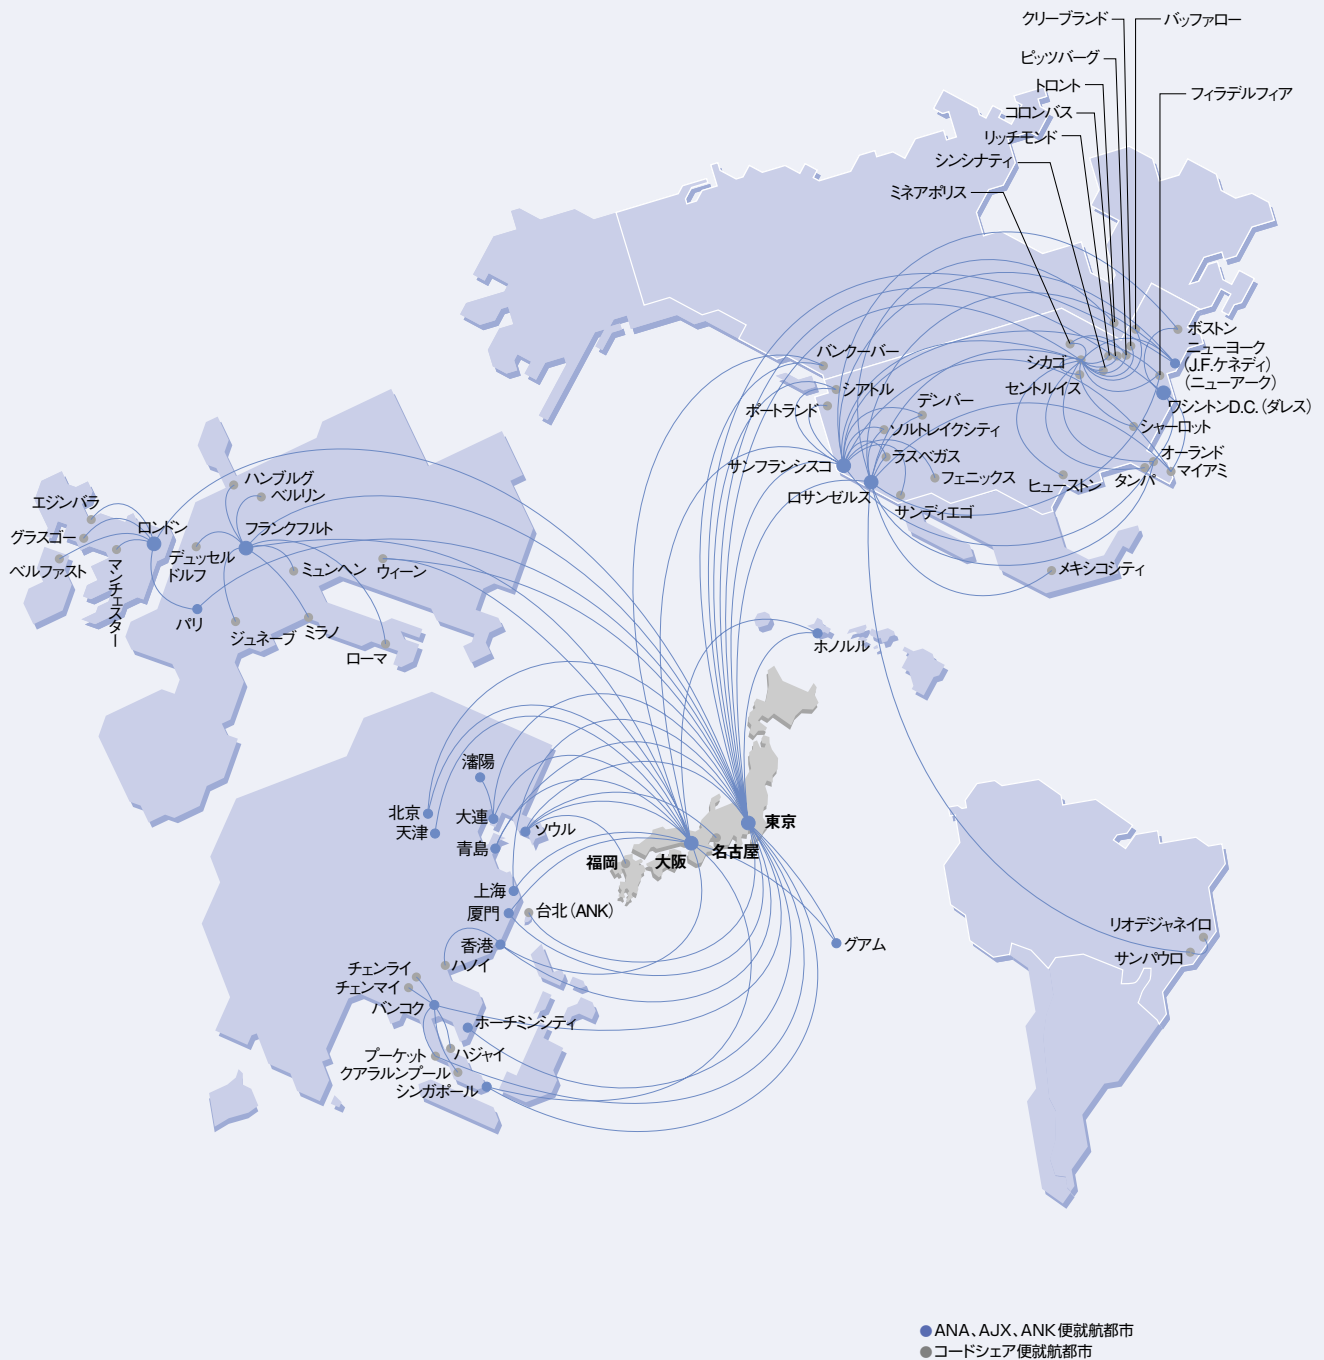 クリーブランド
バッファロー
ピッツバーグ
トロント
フィラデルフィア
コロンバス
リッチモンド
シンシナティ
ミネアポリス
ボストン
ニューヨーク
(J.F.ケネディ)
(ニューアーク)
ワシントンD.C.(ダレス)
バンクーバー
シカゴ
セントルイス
シアトル
ポートランド
デンバー
ソルトレイクシティ
ラスベガス
フェニックス
サンフランシスコ
ロサンゼルス
サンディエゴ
シャーロット
オーランド
マイアミ
タンパ
ヒューストン
メキシコシティ
ハンブルグ
ベルリン
エジンバラ
ロンドン
フランクフルト
グラスゴー
ベルファスト
マンチェスター
デュッセル
ドルフ
ミュンヘン
ウィーン
パリ
ジュネーブ
ミラノ
ローマ
ホノルル
瀋陽
北京
天津
大連
ソウル
青島
東京
名古屋
大阪
福岡
上海
厦門
台北(ANK)
香港
ハノイ
グアム
チェンライ
チェンマイ
バンコク
ホーチミンシティ
プーケット
ハジャイ
クアラルンプール
シンガポール
リオデジャネイロ
サンパウロ
ANA、AJX、ANK便就航都市
コードシェア便就航都市